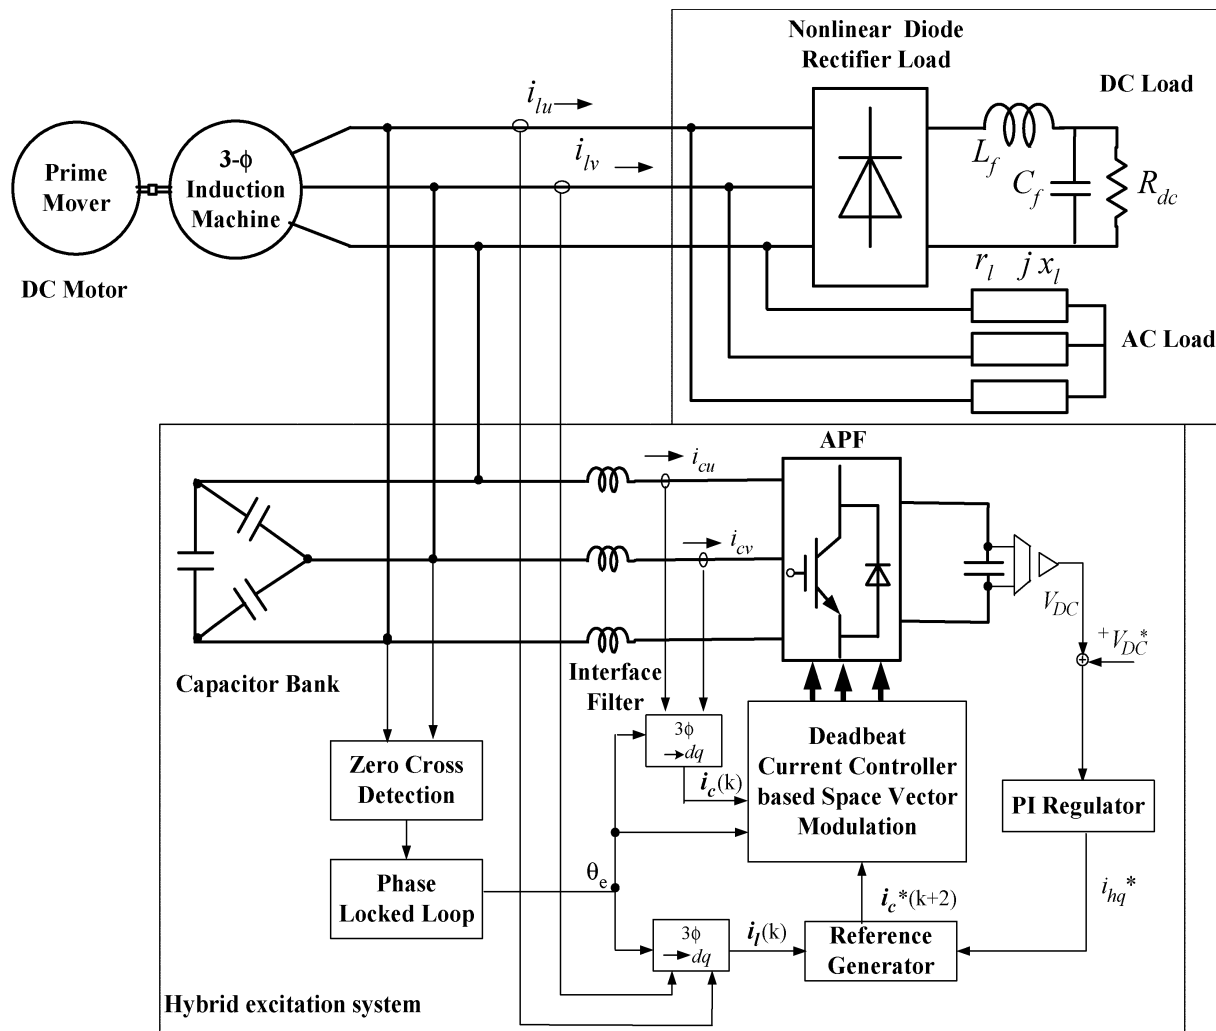 Nonlinear Diode
Rectifier Load
DC Load
i_lu
i_lv
Prime
Mover
3-ϕ
Induction
Machine
L_f
C_f
R_dc
DC Motor
r_l j x_l
AC Load
APF
i_cu
i_cv
V_DC
+V_DC*
Capacitor Bank
Interface
Filter
3ϕ
→dq
Deadbeat
Current Controller
based Space Vector
Modulation
Zero Cross
Detection
i_c(k)
PI Regulator
Phase
Locked Loop
θ_e
i_c*(k+2)
i_hq*
3ϕ
→dq
i_l(k)
Reference
Generator
Hybrid excitation system